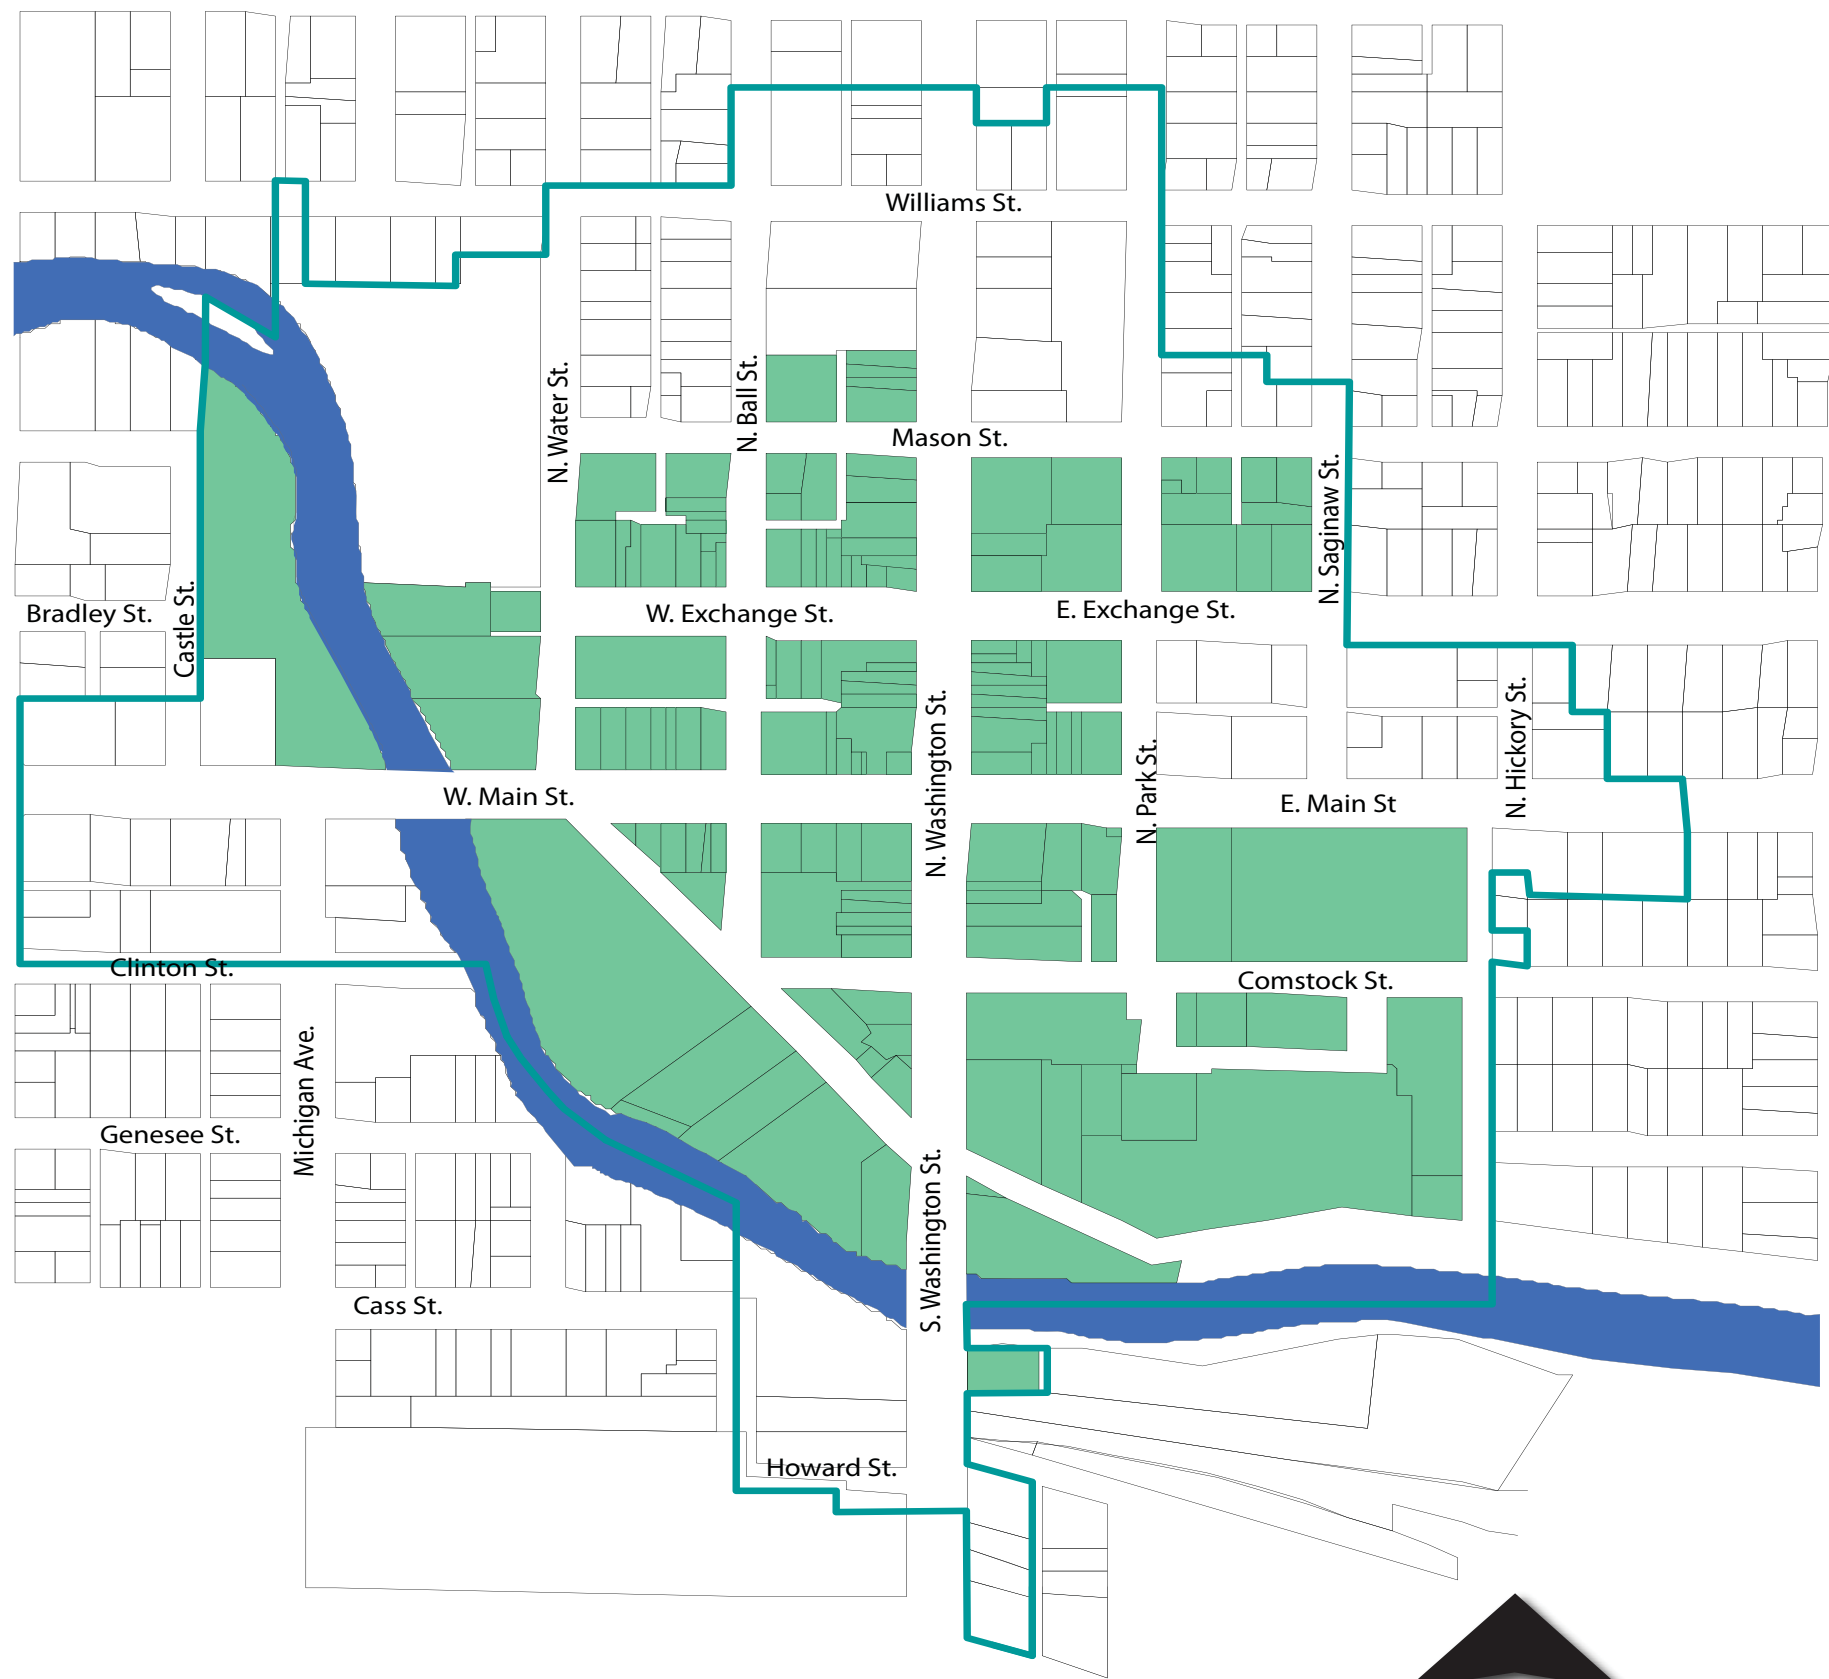 Williams St.
N. Water St.
N. Ball St.
Mason St.
N. Saginaw St.
Bradley St.
Castle St.
W. Exchange St.
E. Exchange St.
N. Washington St.
N. Hickory St.
N. Park St.
W. Main St.
E. Main St
Clinton St.
Comstock St.
Michigan Ave.
Genesee St.
S. Washington St.
Cass St.
Howard St.